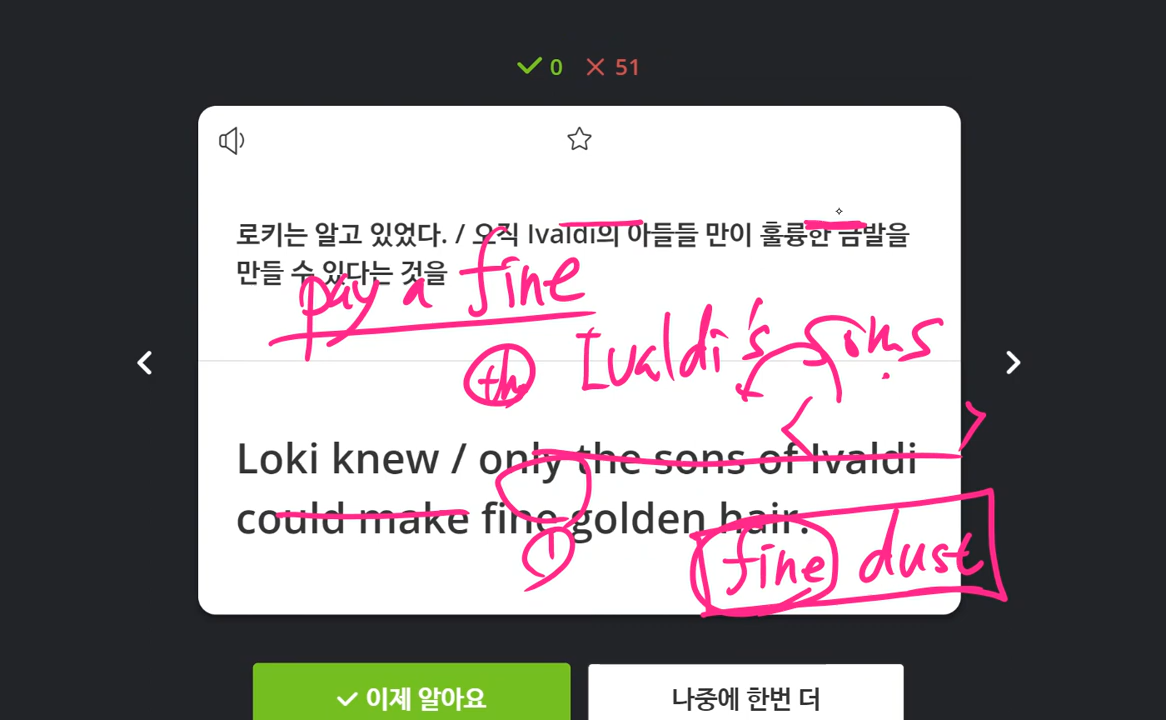 0 51
로키는 알고 있었다. / 오직 Ivaldi의 아들들 만이 훌륭한 금발을
만들 수 있다는 것을
pay a fine
the Ivaldi's sons
Loki knew / only the sons of Ivaldi
could make fine golden hair.
①
fine dust
이제 알아요
나중에 한번 더